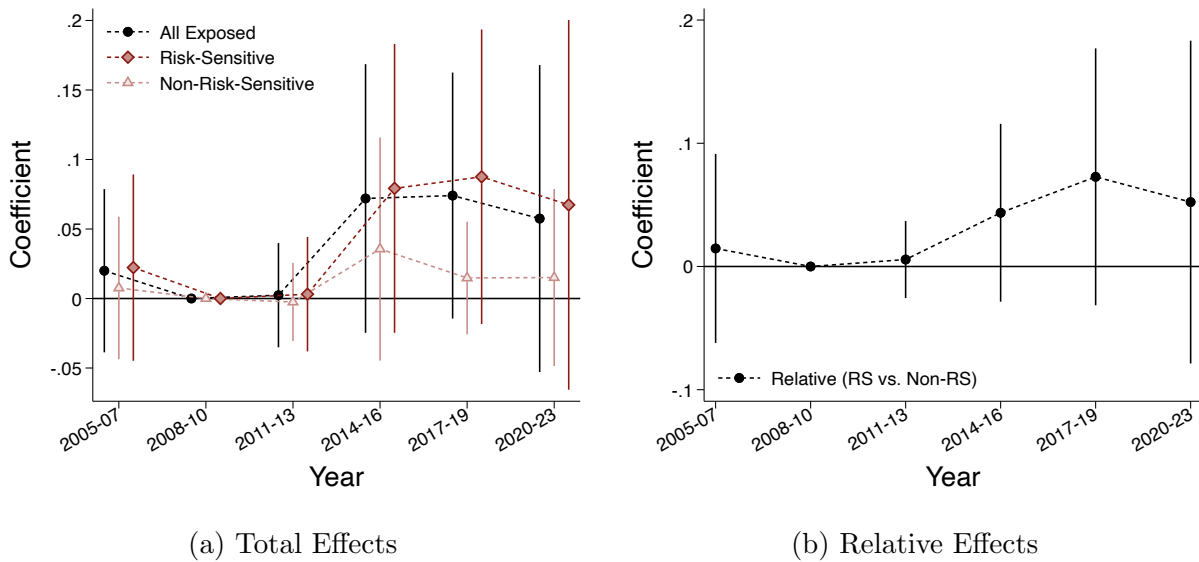 .2
.15
.1
.05
0
-.05
Coefficient
All Exposed
Risk-Sensitive
Non-Risk-Sensitive
2005-07
2008-10
2011-13
2014-16
2017-19
2020-23
Year
(a) Total Effects
.2
.1
0
-.1
Coefficient
Relative (RS vs. Non-RS)
2005-07
2008-10
2011-13
2014-16
2017-19
2020-23
Year
(b) Relative Effects